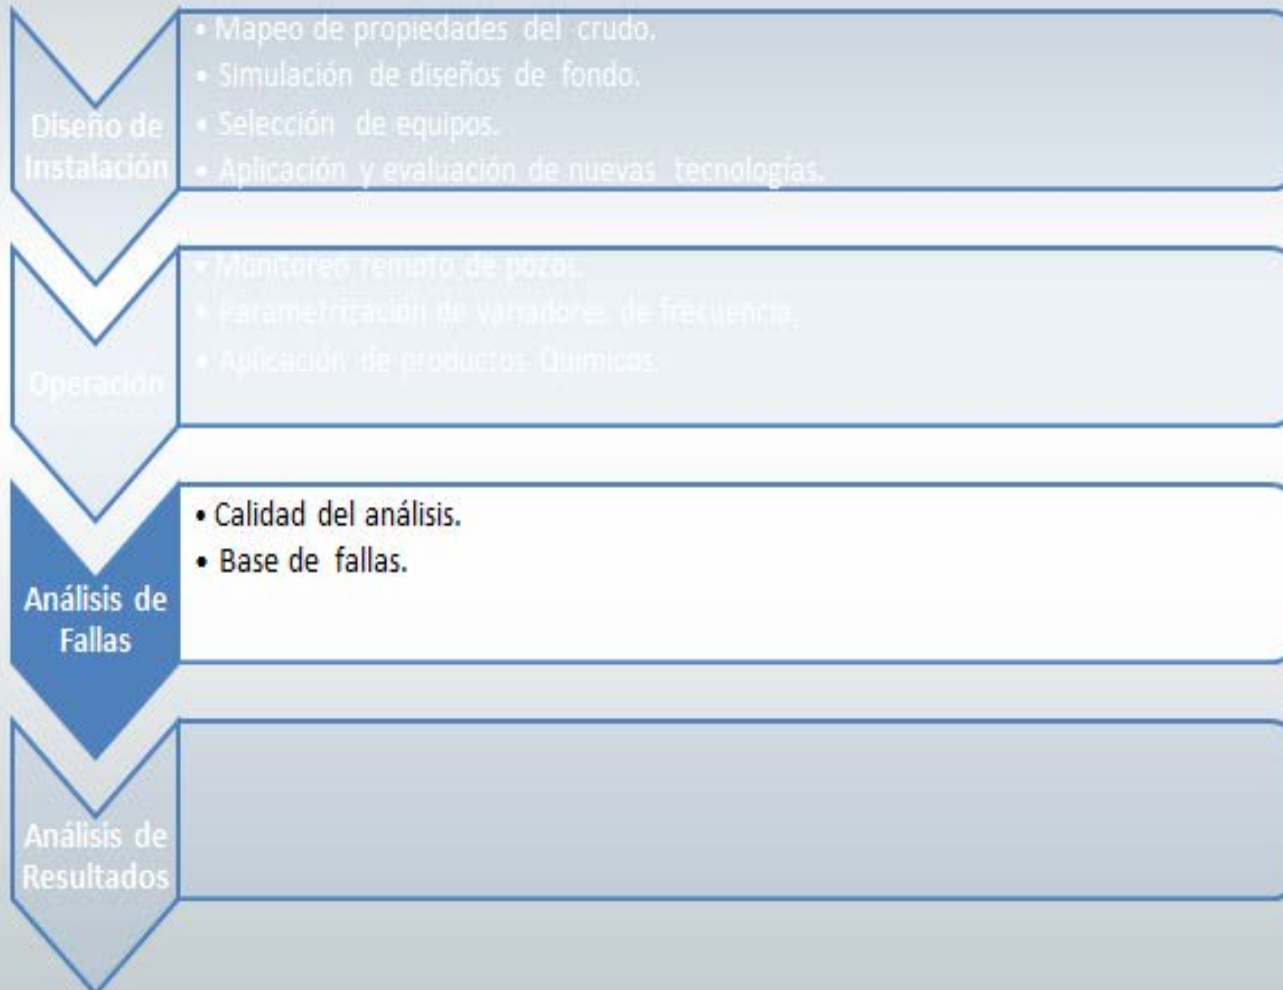 Diseño de
Instalación
• Mapeo de propiedades del crudo.
• Simulación de diseños de fondo.
• Selección de equipos.
• Aplicación y evaluación de nuevas tecnologías.
Operación
• Monitoreo remoto de pozos.
• Parametrización de variadores de frecuencia.
• Aplicación de productos Químicos.
Análisis de
Fallas
• Calidad del análisis.
• Base de fallas.
Análisis de
Resultados